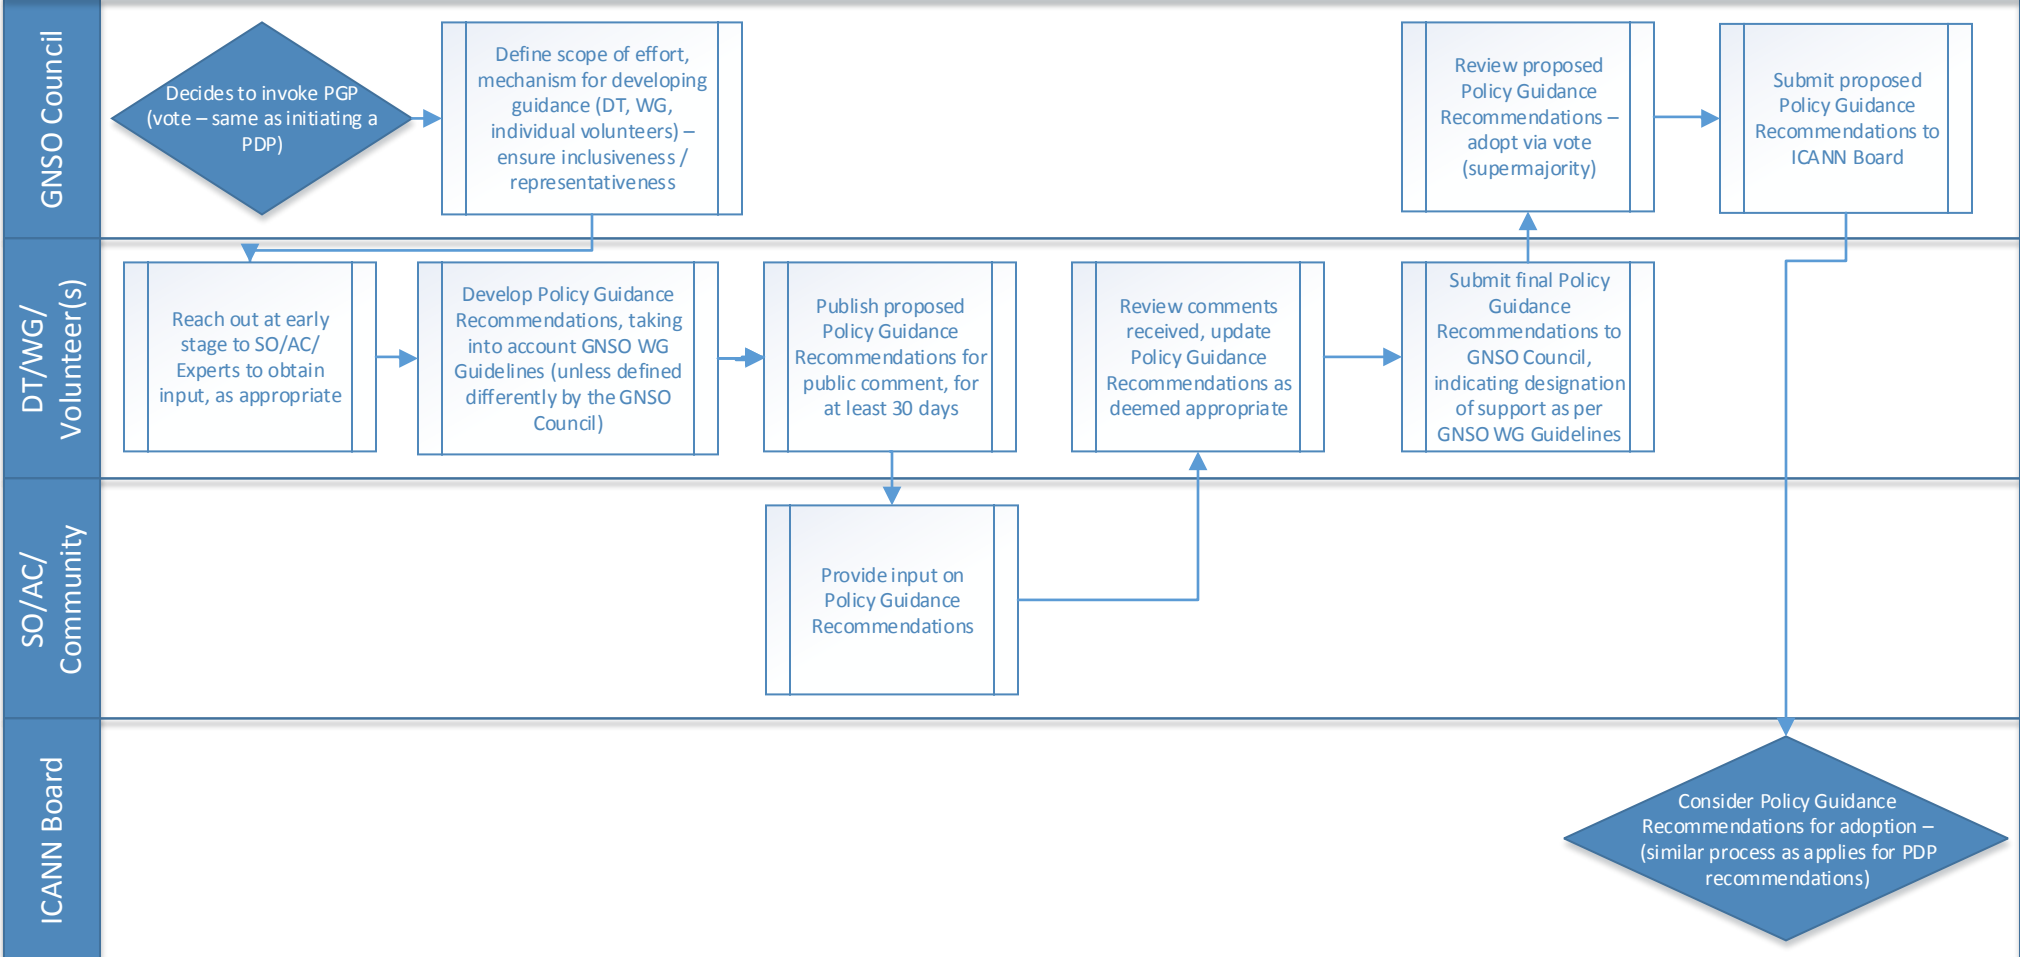 GNSO Council
Decides to invoke PGP
(vote – same as initiating a
PDP)
Define scope of effort,
mechanism for developing
guidance (DT, WG,
individual volunteers) –
ensure inclusiveness /
representativeness
Review proposed
Policy Guidance
Recommendations –
adopt via vote
(supermajority)
Submit proposed
Policy Guidance
Recommendations to
ICANN Board
DT/WG/
Volunteer(s)
Reach out at early
stage to SO/AC/
Experts to obtain
input, as appropriate
Develop Policy Guidance
Recommendations, taking
into account GNSO WG
Guidelines (unless defined
differently by the GNSO
Council)
Publish proposed
Policy Guidance
Recommendations for
public comment, for
at least 30 days
Review comments
received, update
Policy Guidance
Recommendations as
deemed appropriate
Submit final Policy
Guidance
Recommendations to
GNSO Council,
indicating designation
of support as per
GNSO WG Guidelines
SO/AC/
Community
Provide input on
Policy Guidance
Recommendations
ICANN Board
Consider Policy Guidance
Recommendations for adoption –
(similar process as applies for PDP
recommendations)